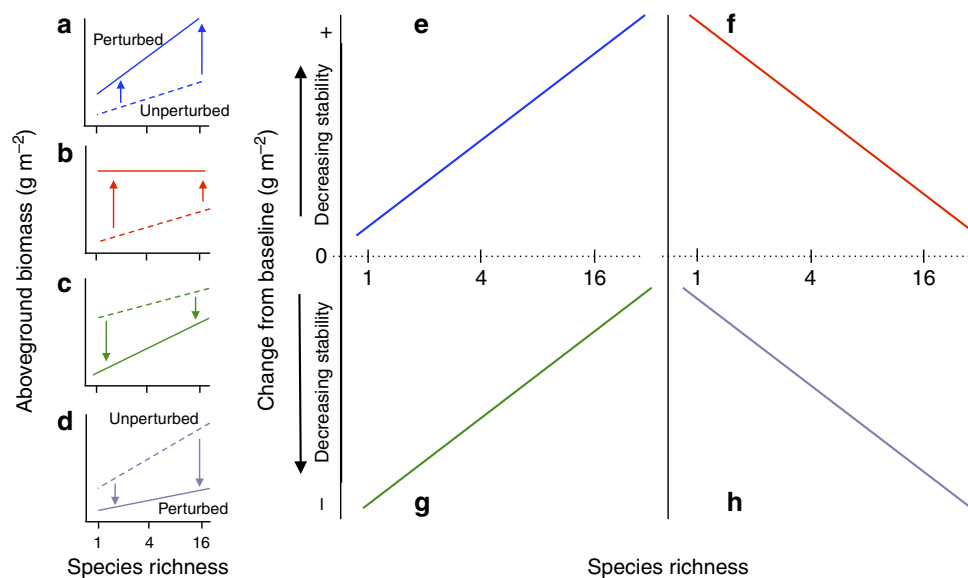 a
Perturbed
Unperturbed
b
c
d
Unperturbed
Perturbed
1 4 16
Species richness
Aboveground biomass (g m−2)
Change from baseline (g m−2)
+
0
−
Decreasing stability
Decreasing stability
e
f
1 4 16
1 4 16
g
h
Species richness